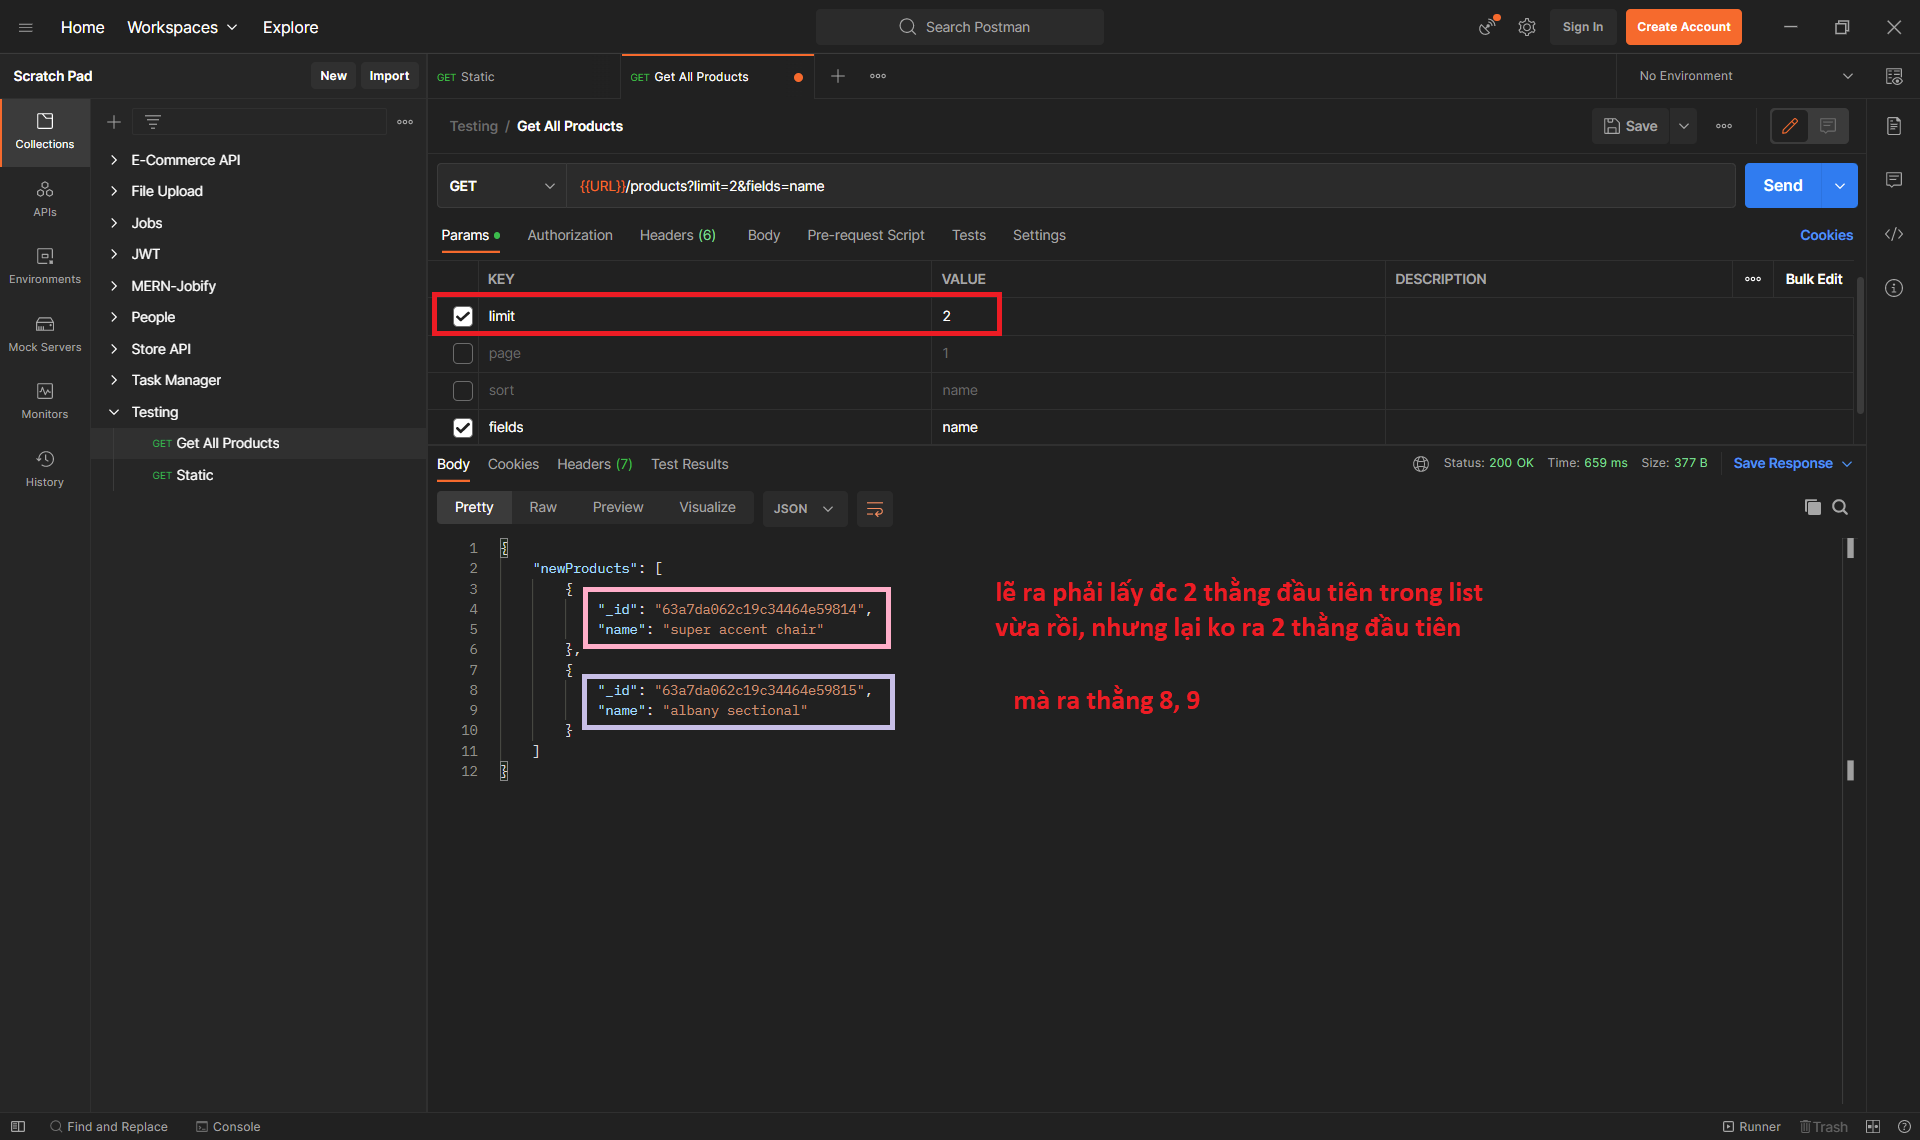 Home Workspaces Explore
Search Postman
Sign In Create Account
Scratch Pad New Import
GET Static
GET Get All Products
No Environment
Collections
APIs
Environments
Mock Servers
Monitors
History
E-Commerce API
File Upload
Jobs
JWT
MERN-Jobify
People
Store API
Task Manager
Testing
GET Get All Products
GET Static
Testing / Get All Products
Save
GET {{URL}}/products?limit=2&fields=name
Send
Params Authorization Headers (6) Body Pre-request Script Tests Settings Cookies
KEY VALUE DESCRIPTION Bulk Edit
limit 2
page 1
sort name
fields name
Body Cookies Headers (7) Test Results
Status: 200 OK Time: 659 ms Size: 377 B Save Response
Pretty Raw Preview Visualize JSON
1 {
2 "newProducts": [
3 {
4 "_id": "63a7da062c19c34464e59814",
5 "name": "super accent chair"
6 },
7 {
8 "_id": "63a7da062c19c34464e59815",
9 "name": "albany sectional"
10 }
11 ]
12 }
lẽ ra phải lấy đc 2 thằng đầu tiên trong list
vừa rồi, nhưng lại ko ra 2 thằng đầu tiên
mà ra thằng 8, 9
Find and Replace Console
Runner Trash